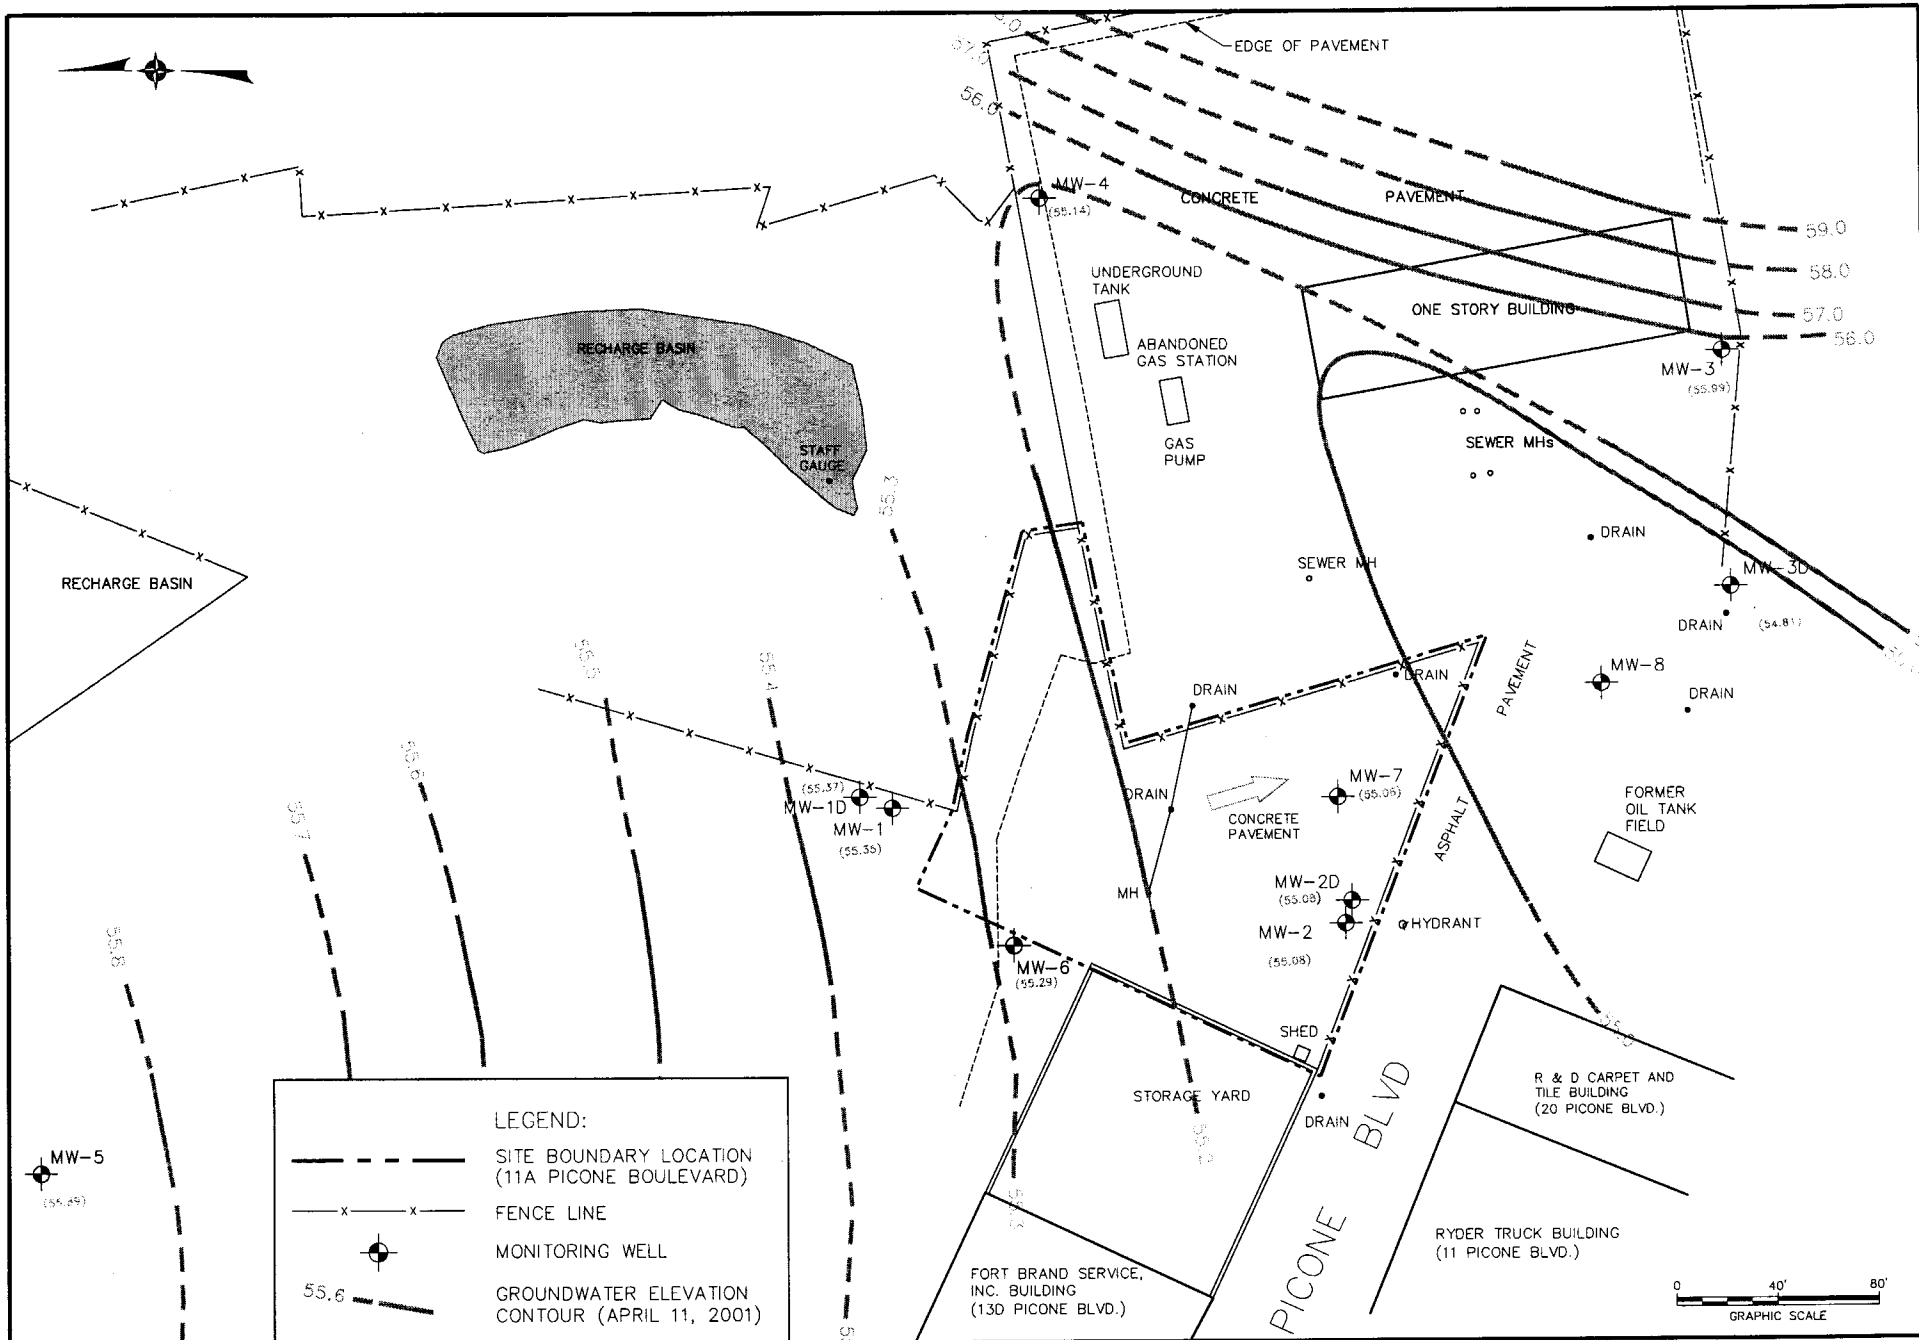 EDGE OF PAVEMENT
57.0
56.0
MW-4
(55.14)
CONCRETE
PAVEMENT
59.0
58.0
57.0
56.0
UNDERGROUND
TANK
ABANDONED
GAS STATION
GAS
PUMP
ONE STORY BUILDING
MW-3
(55.99)
RECHARGE BASIN
STAFF
GAUGE
SEWER MHs
55.3
DRAIN
SEWER MH
MW-3D
(54.81)
DRAIN
RECHARGE BASIN
MW-8
DRAIN
DRAIN
DRAIN
PAVEMENT
ASPHALT
55.5
55.4
55.6
55.7
55.8
(55.37)
MW-1D
MW-1
(55.35)
DRAIN
CONCRETE
PAVEMENT
MW-7
(55.06)
FORMER
OIL TANK
FIELD
MH
MW-2D
(55.08)
MW-2
(55.08)
HYDRANT
MW-6
(55.29)
SHED
STORAGE YARD
DRAIN
55.0
55.2
55.3
R & D CARPET AND
TILE BUILDING
(20 PICONE BLVD.)
RYDER TRUCK BUILDING
(11 PICONE BLVD.)
PICONE BLVD
FORT BRAND SERVICE,
INC. BUILDING
(13D PICONE BLVD.)
MW-5
(55.89)
LEGEND:
SITE BOUNDARY LOCATION
(11A PICONE BOULEVARD)
FENCE LINE
MONITORING WELL
55.6
GROUNDWATER ELEVATION
CONTOUR (APRIL 11, 2001)
0 40' 80'
GRAPHIC SCALE